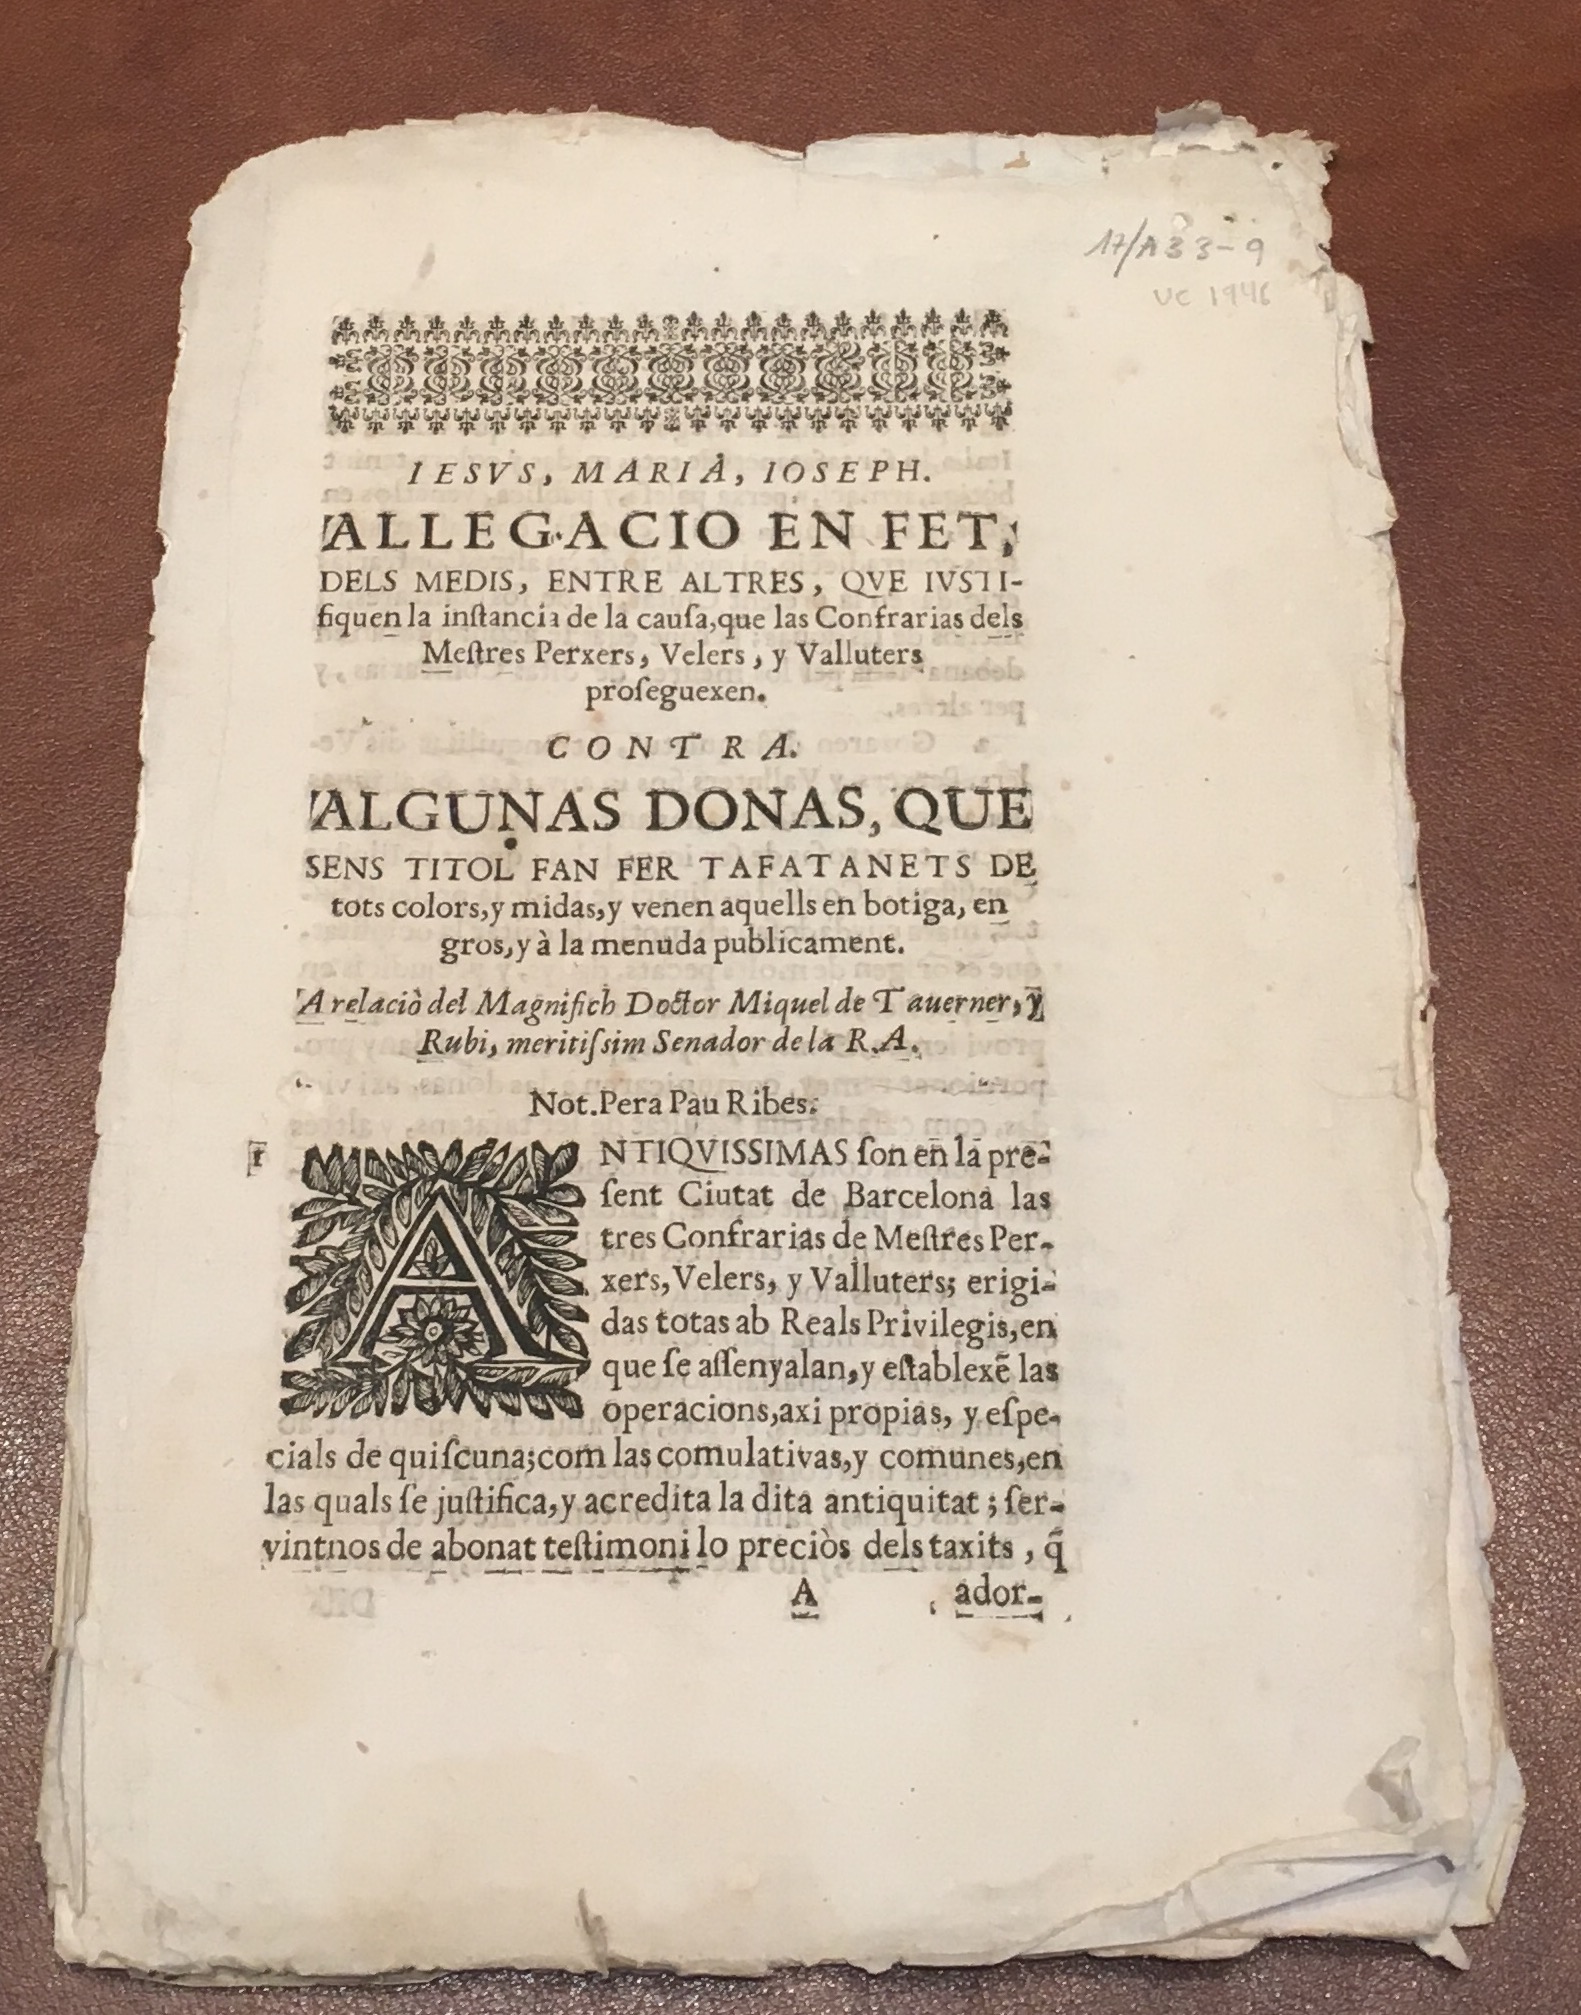 17/A33-9
UC 1946
IESVS, MARIA, IOSEPH.
ALLEGACIO EN FET,
DELS MEDIS, ENTRE ALTRES, QVE IVSTI-
fiquen la inſtancia de la cauſa,que las Confrarias dels
Meſtres Perxers, Velers, y Valluters
proſeguexen.
CONTRA.
ALGUNAS DONAS, QUE
SENS TITOL FAN FER TAFATANETS DE
tots colors,y midas,y venen aquells en botiga, en
gros,y à la menuda publicament.
A relaciò del Magnifich Doctor Miquel de Tauerner, y
Rubi, meritiſsim Senador de la R.A.
Not.Pera Pau Ribes.
1 ANTIQVISSIMAS ſon en la pre-
ſent Ciutat de Barcelona las
tres Confrarias de Meſtres Per-
xers,Velers, y Valluters; erigi-
das totas ab Reals Privilegis,en
que ſe aſſenyalan,y eſtablexẽ las
operacions,axi propias, y eſpe-
cials de quiſcuna;com las comulativas,y comunes,en
las quals ſe juſtifica,y acredita la dita antiquitat ; ſer-
vintnos de abonat teſtimoni lo preciòs dels taxits , q̃
A ador-